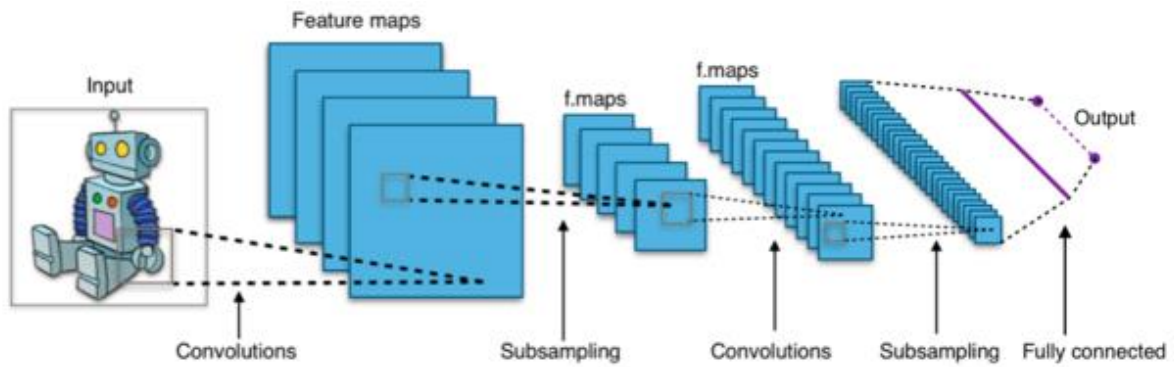 Feature maps
f.maps
Input
f.maps
Output
Convolutions
Subsampling
Convolutions
Subsampling
Fully connected